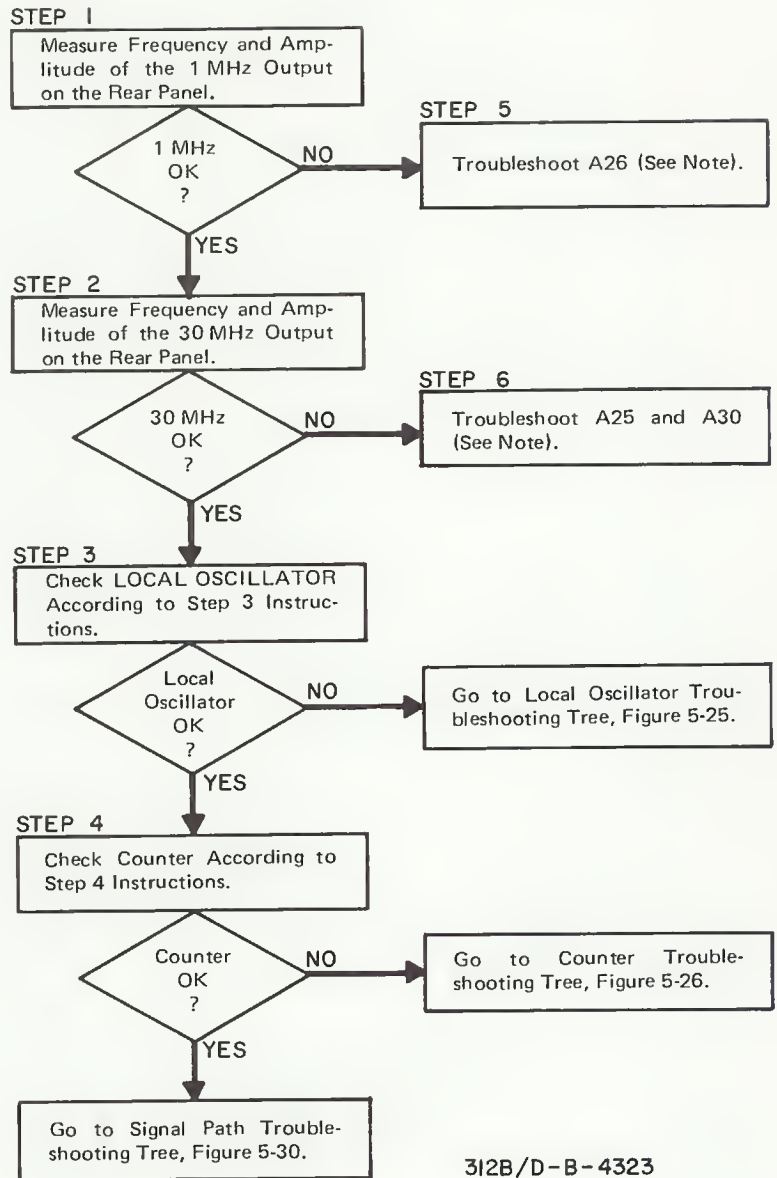 STEP 1
Measure Frequency and Amp-
litude of the 1 MHz Output
on the Rear Panel.
1 MHz
OK
?
NO
STEP 5
Troubleshoot A26 (See Note).
YES
STEP 2
Measure Frequency and Amp-
litude of the 30 MHz Output
on the Rear Panel.
30 MHz
OK
?
NO
STEP 6
Troubleshoot A25 and A30
(See Note).
YES
STEP 3
Check LOCAL OSCILLATOR
According to Step 3 Instruc-
tions.
Local
Oscillator
OK
?
NO
Go to Local Oscillator Trou-
bleshooting Tree, Figure 5-25.
YES
STEP 4
Check Counter According to
Step 4 Instructions.
Counter
OK
?
NO
Go to Counter Trouble-
shooting Tree, Figure 5-26.
YES
Go to Signal Path Trouble-
shooting Tree, Figure 5-30.
312B/D-B-4323